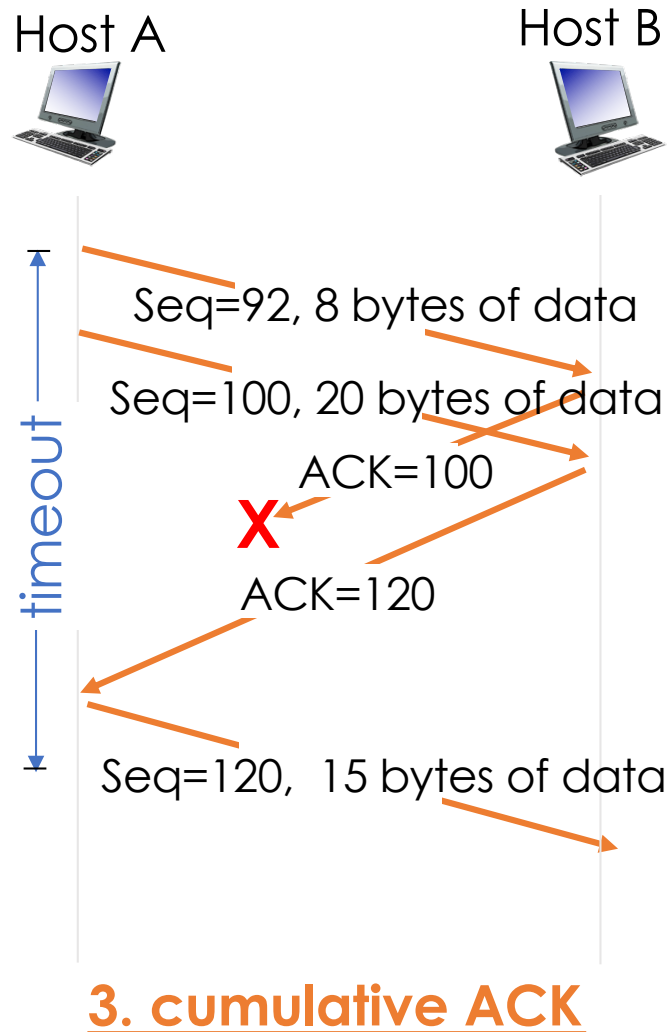 Host A
Host B
Seq=92, 8 bytes of data
Seq=100, 20 bytes of data
ACK=100
X
timeout
ACK=120
Seq=120, 15 bytes of data
3. cumulative ACK